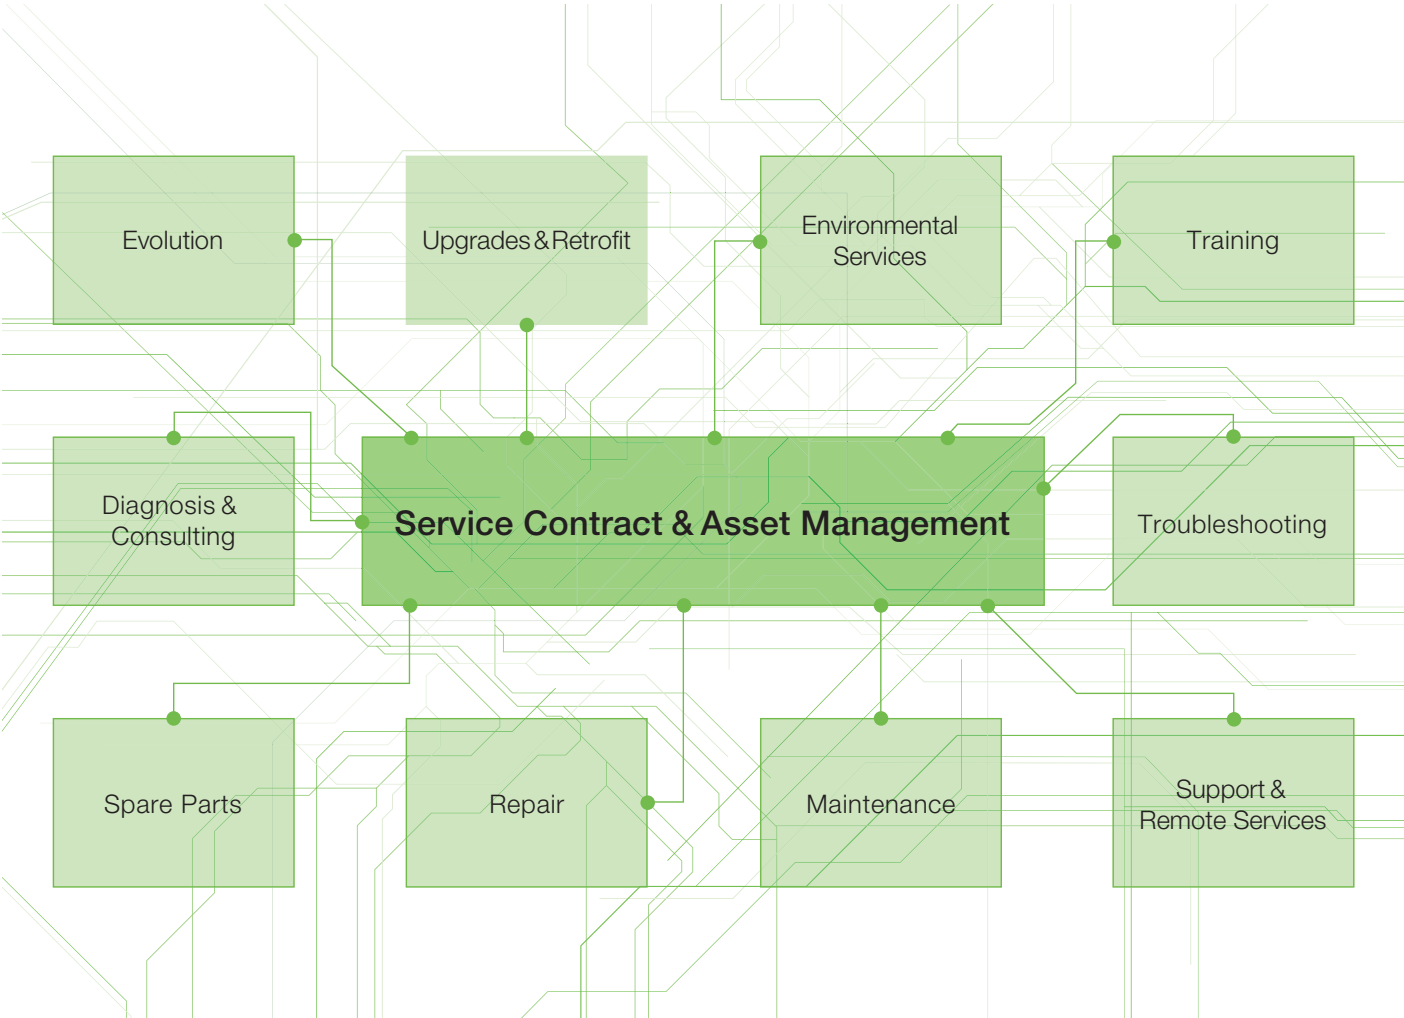 Evolution
Upgrades & Retrofit
Environmental
Services
Training
Diagnosis &
Consulting
Service Contract & Asset Management
Troubleshooting
Spare Parts
Repair
Maintenance
Support &
Remote Services